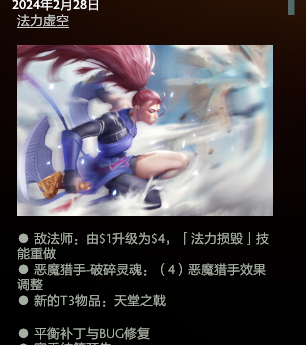 2024年2月28日
法力虚空
● 敌法师：由$1升级为$4，「法力损毁」技
能重做
● 恶魔猎手-破碎灵魂：（4）恶魔猎手效果
调整
● 新的T3物品：天堂之戟
● 平衡补丁与BUG修复